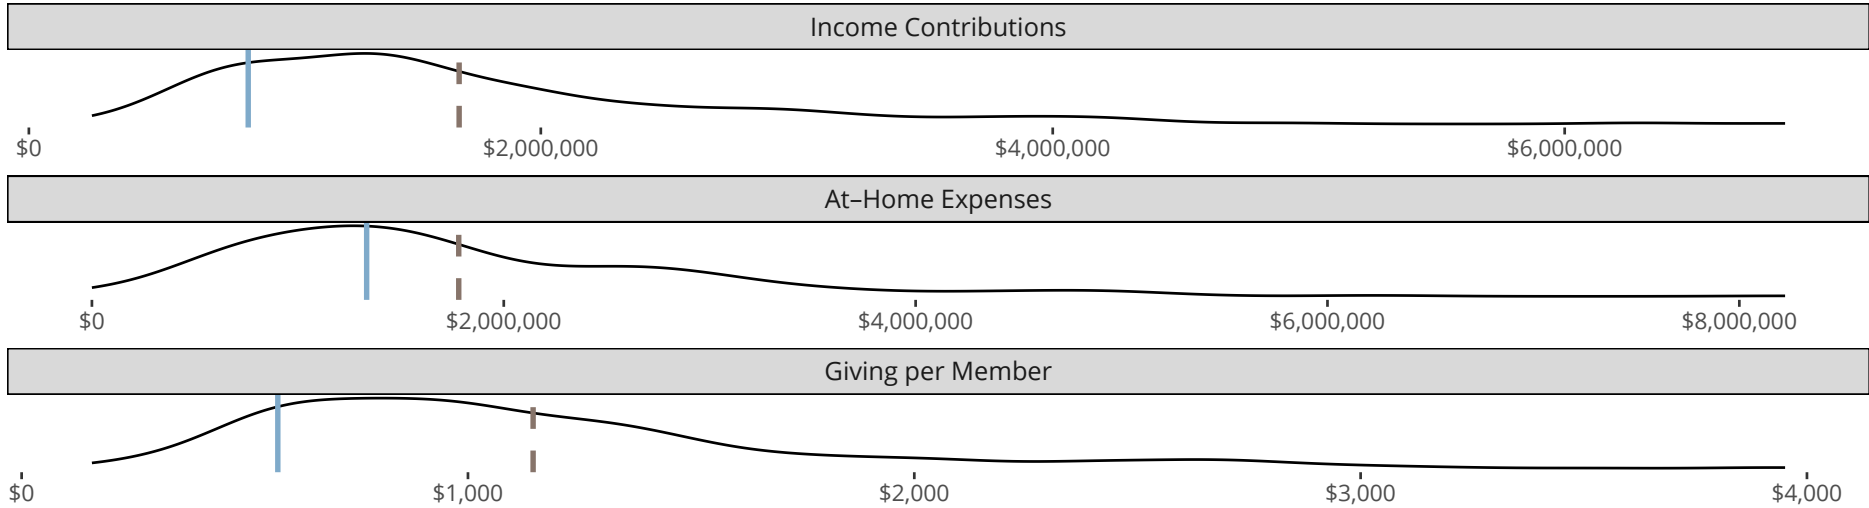 Income Contributions
$0 $2,000,000 $4,000,000 $6,000,000
At–Home Expenses
$0 $2,000,000 $4,000,000 $6,000,000 $8,000,000
Giving per Member
$0 $1,000 $2,000 $3,000 $4,000